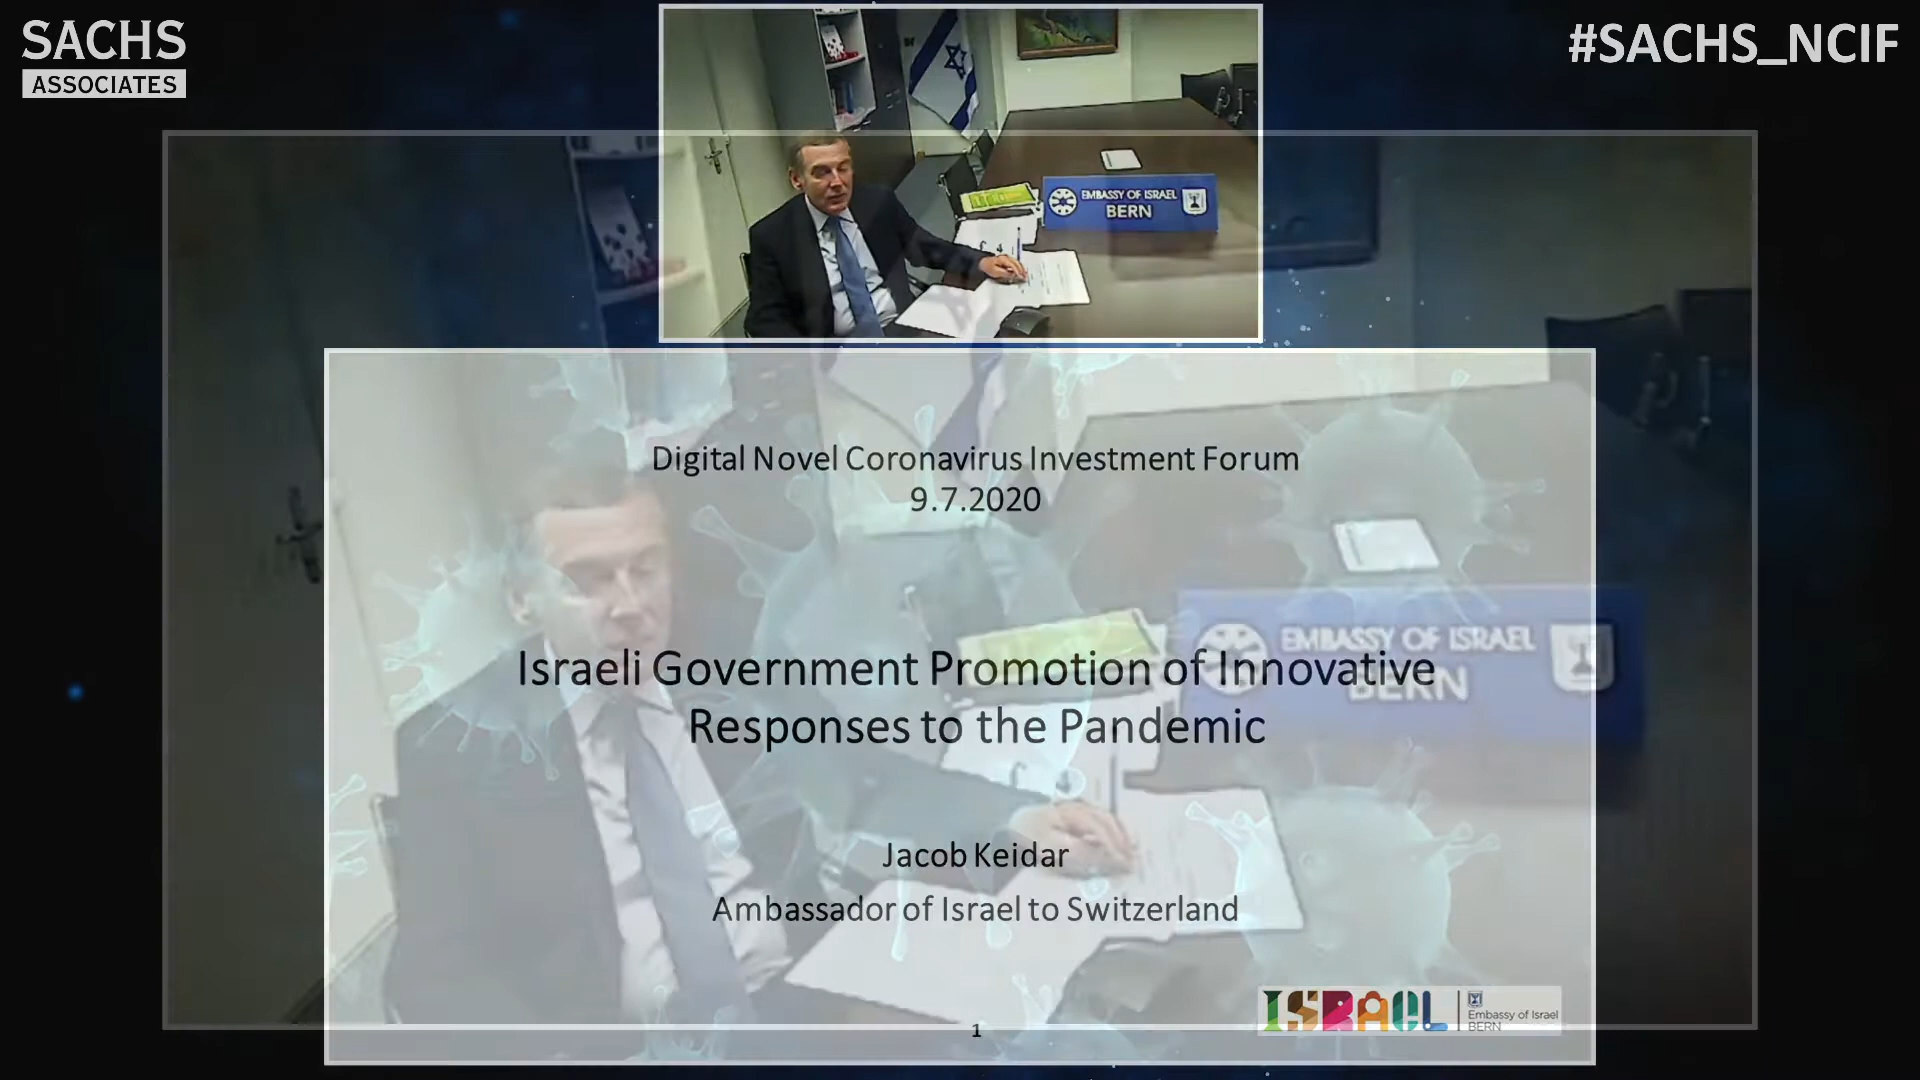 SACHS
ASSOCIATES
#SACHS_NCIF
EMBASSY OF ISRAEL
BERN
Digital Novel Coronavirus Investment Forum
9.7.2020
EMBASSY OF ISRAEL
BERN
Israeli Government Promotion of Innovative
Responses to the Pandemic
Jacob Keidar
Ambassador of Israel to Switzerland
ISRAEL
Embassy of Israel
BERN
1